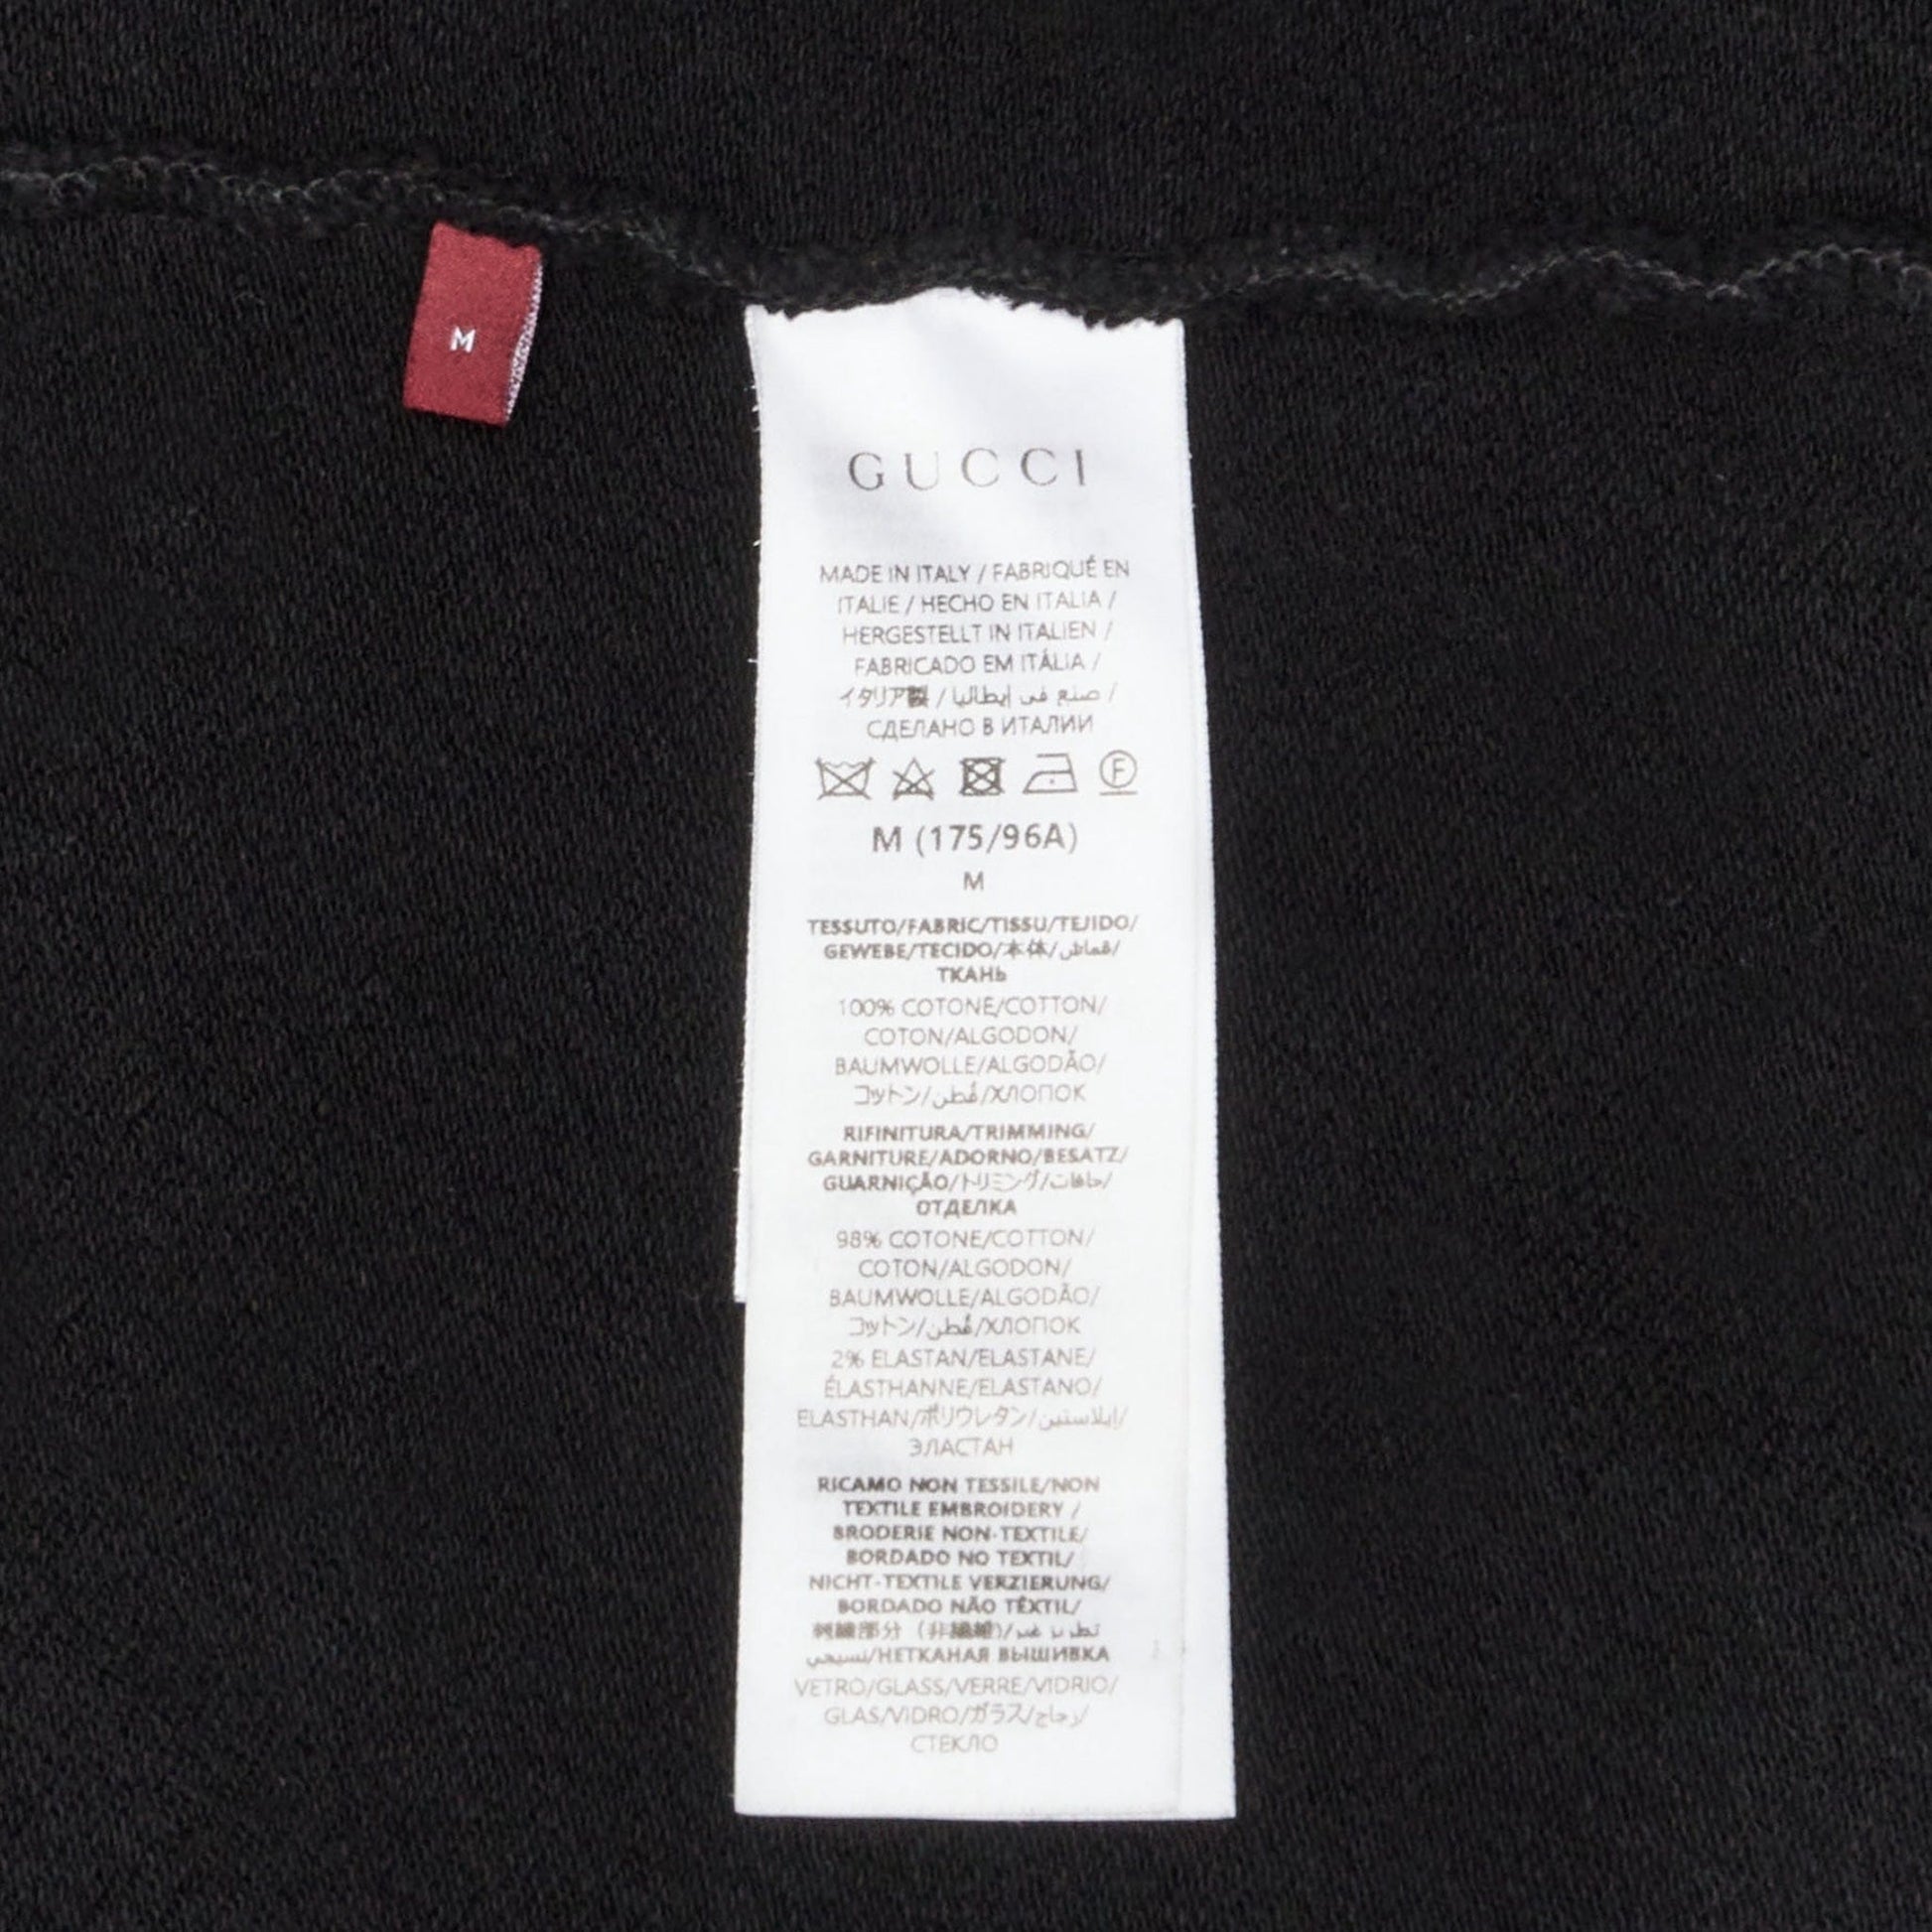 M
GUCCI
MADE IN ITALY / FABRIQUÉ EN
ITALIE / HECHO EN ITALIA /
HERGESTELLT IN ITALIEN /
FABRICADO EM ITÁLIA /
イタリア製 / صنع في إيطاليا /
СДЕЛАНО В ИТАЛИИ
F
M (175/96A)
M
TESSUTO/FABRIC/TISSU/TEJIDO/
GEWEBE/TECIDO/本体/قماش/
ТКАНЬ
100% COTONE/COTTON/
COTON/ALGODON/
BAUMWOLLE/ALGODÃO/
コットン/قُطن/ХЛОПОК
RIFINITURA/TRIMMING/
GARNITURE/ADORNO/BESATZ/
GUARNIÇÃO/トリミング/حافات/
ОТДЕЛКА
98% COTONE/COTTON/
COTON/ALGODON/
BAUMWOLLE/ALGODÃO/
コットン/قُطن/ХЛОПОК
2% ELASTAN/ELASTANE/
ÉLASTHANNE/ELASTANO/
ELASTHAN/ポリウレタン/إيلاستين/
ЭЛАСТАН
RICAMO NON TESSILE/NON
TEXTILE EMBROIDERY /
BRODERIE NON-TEXTILE/
BORDADO NO TEXTIL/
NICHT-TEXTILE VERZIERUNG/
BORDADO NÃO TÊXTIL/
刺繍部分（非繊維)/تطريز غير
نسيجي/НЕТКАНАЯ ВЫШИВКА
VETRO/GLASS/VERRE/VIDRIO/
GLAS/VIDRO/ガラス/زجاج/
СТЕКЛО